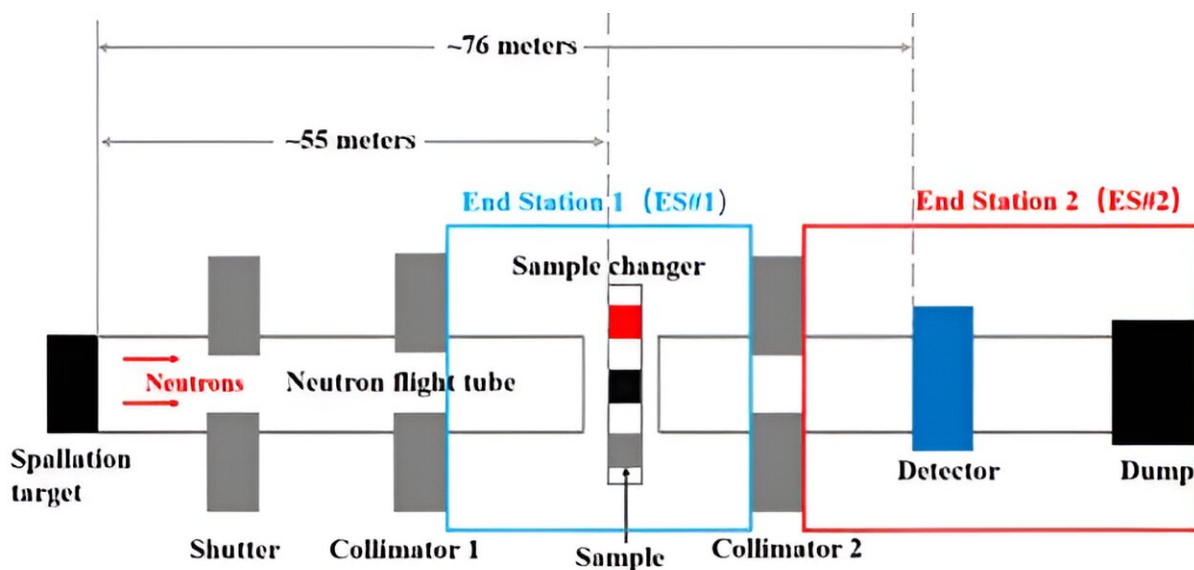 ~76 meters
~55 meters
End Station 1 (ES#1)
End Station 2 (ES#2)
Sample changer
Neutrons
Neutron flight tube
Spallation
target
Detector
Dump
Shutter
Collimator 1
Sample
Collimator 2